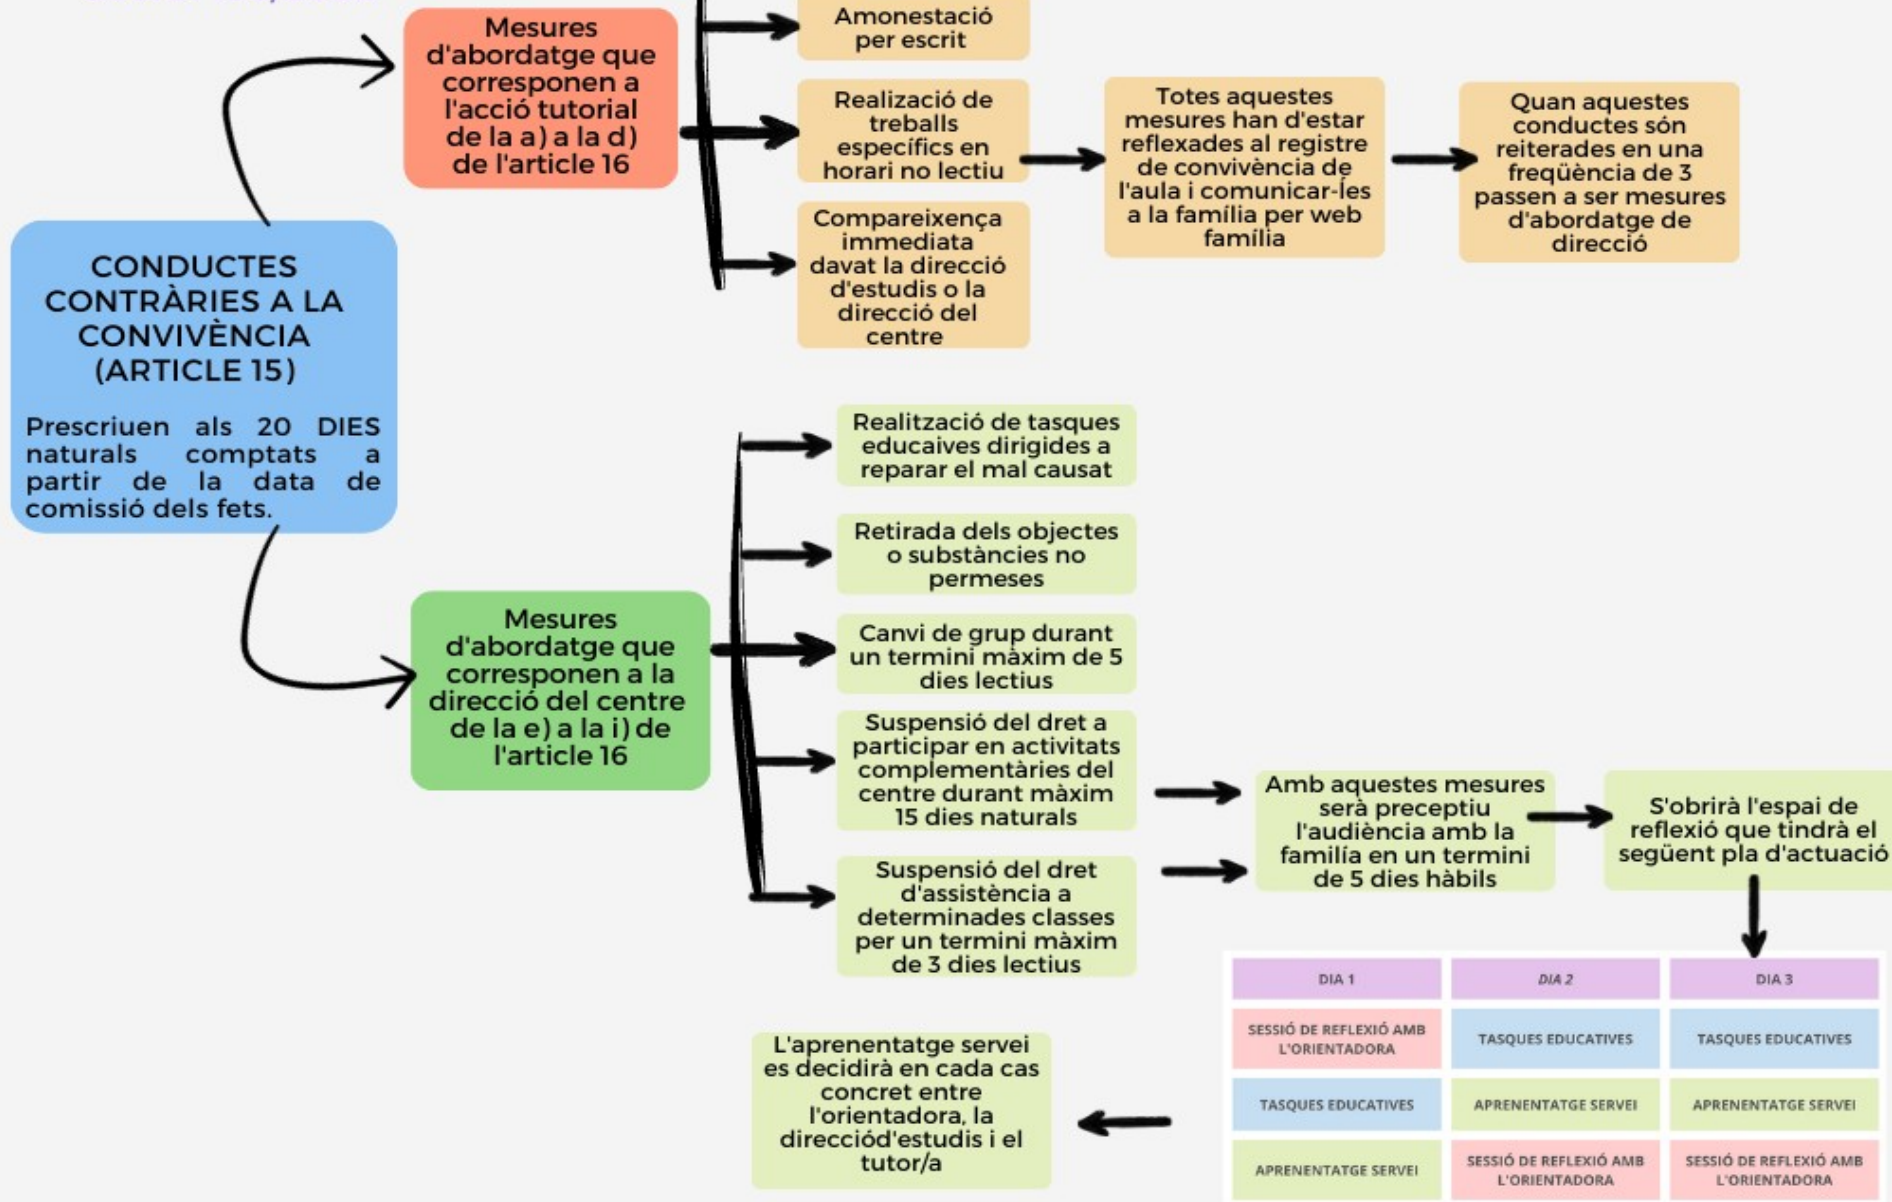 Mesures
d'abordatge que
corresponen a
l'acció tutorial
de la a) a la d)
de l'article 16
Amonestació
per escrit
Realizació de
treballs
específics en
horari no lectiu
Compareixença
immediata
davat la direcció
d'estudis o la
direcció del
centre
Totes aquestes
mesures han d'estar
reflexades al registre
de convivència de
l'aula i comunicar-les
a la família per web
família
Quan aquestes
conductes són
reiterades en una
freqüència de 3
passen a ser mesures
d'abordatge de
direcció
CONDUCTES
CONTRÀRIES A LA
CONVIVÈNCIA
(ARTICLE 15)
Prescriuen als 20 DIES
naturals comptats a
partir de la data de
comissió dels fets.
Mesures
d'abordatge que
corresponen a la
direcció del centre
de la e) a la i) de
l'article 16
Realització de tasques
educaives dirigides a
reparar el mal causat
Retirada dels objectes
o substàncies no
permeses
Canvi de grup durant
un termini màxim de 5
dies lectius
Suspensió del dret a
participar en activitats
complementàries del
centre durant màxim
15 dies naturals
Suspensió del dret
d'assistència a
determinades classes
per un termini màxim
de 3 dies lectius
Amb aquestes mesures
serà preceptiu
l'audiència amb la
familía en un termini
de 5 dies hàbils
S'obrirà l'espai de
reflexió que tindrà el
següent pla d'actuació
DIA 1
DIA 2
DIA 3
SESSIÓ DE REFLEXIÓ AMB
L'ORIENTADORA
TASQUES EDUCATIVES
TASQUES EDUCATIVES
TASQUES EDUCATIVES
APRENENTATGE SERVEI
APRENENTATGE SERVEI
APRENENTATGE SERVEI
SESSIÓ DE REFLEXIÓ AMB
L'ORIENTADORA
SESSIÓ DE REFLEXIÓ AMB
L'ORIENTADORA
L'aprenentatge servei
es decidirà en cada cas
concret entre
l'orientadora, la
direcciód'estudis i el
tutor/a